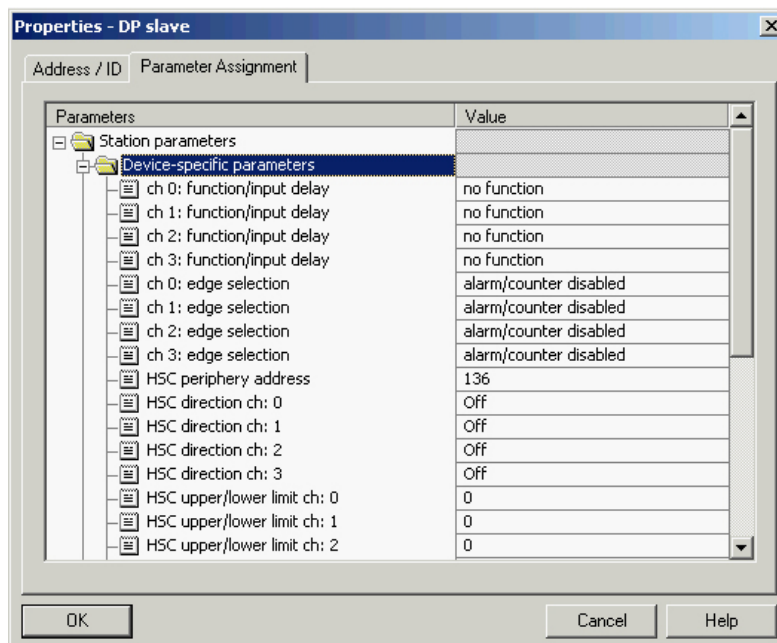 Properties - DP slave
Address / ID Parameter Assignment
Parameters Value
Station parameters
Device-specific parameters
ch 0: function/input delay no function
ch 1: function/input delay no function
ch 2: function/input delay no function
ch 3: function/input delay no function
ch 0: edge selection alarm/counter disabled
ch 1: edge selection alarm/counter disabled
ch 2: edge selection alarm/counter disabled
ch 3: edge selection alarm/counter disabled
HSC periphery address 136
HSC direction ch: 0 Off
HSC direction ch: 1 Off
HSC direction ch: 2 Off
HSC direction ch: 3 Off
HSC upper/lower limit ch: 0 0
HSC upper/lower limit ch: 1 0
HSC upper/lower limit ch: 2 0
OK Cancel Help